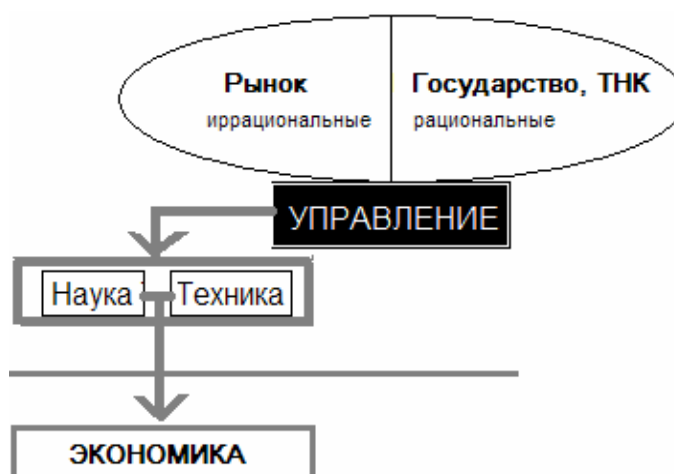 Рынок Государство, ТНК
иррациональные рациональные
УПРАВЛЕНИЕ
Наука Техника
ЭКОНОМИКА